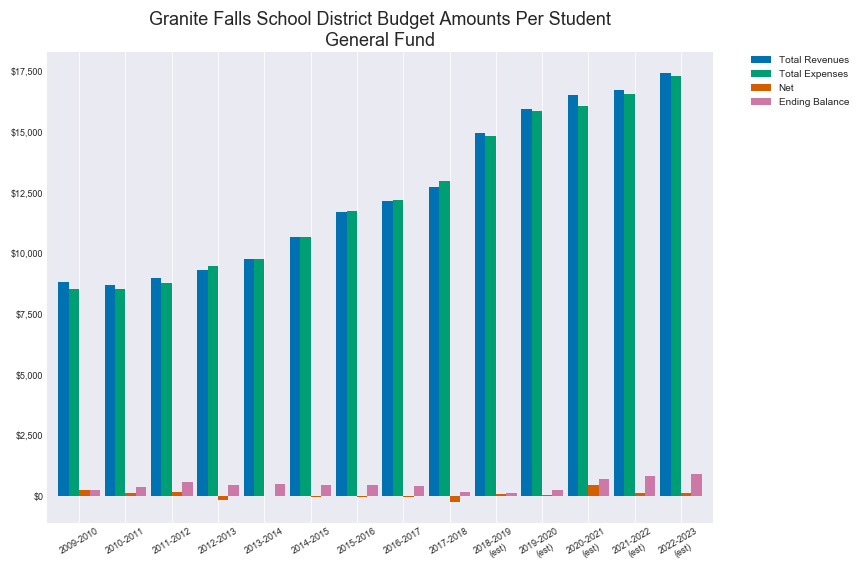 Granite Falls School District Budget Amounts Per Student
General Fund
Total Revenues
Total Expenses
Net
Ending Balance
$17,500
$15,000
$12,500
$10,000
$7,500
$5,000
$2,500
$0
2009-2010
2010-2011
2011-2012
2012-2013
2013-2014
2014-2015
2015-2016
2016-2017
2017-2018
2018-2019
(est)
2019-2020
(est)
2020-2021
(est)
2021-2022
(est)
2022-2023
(est)